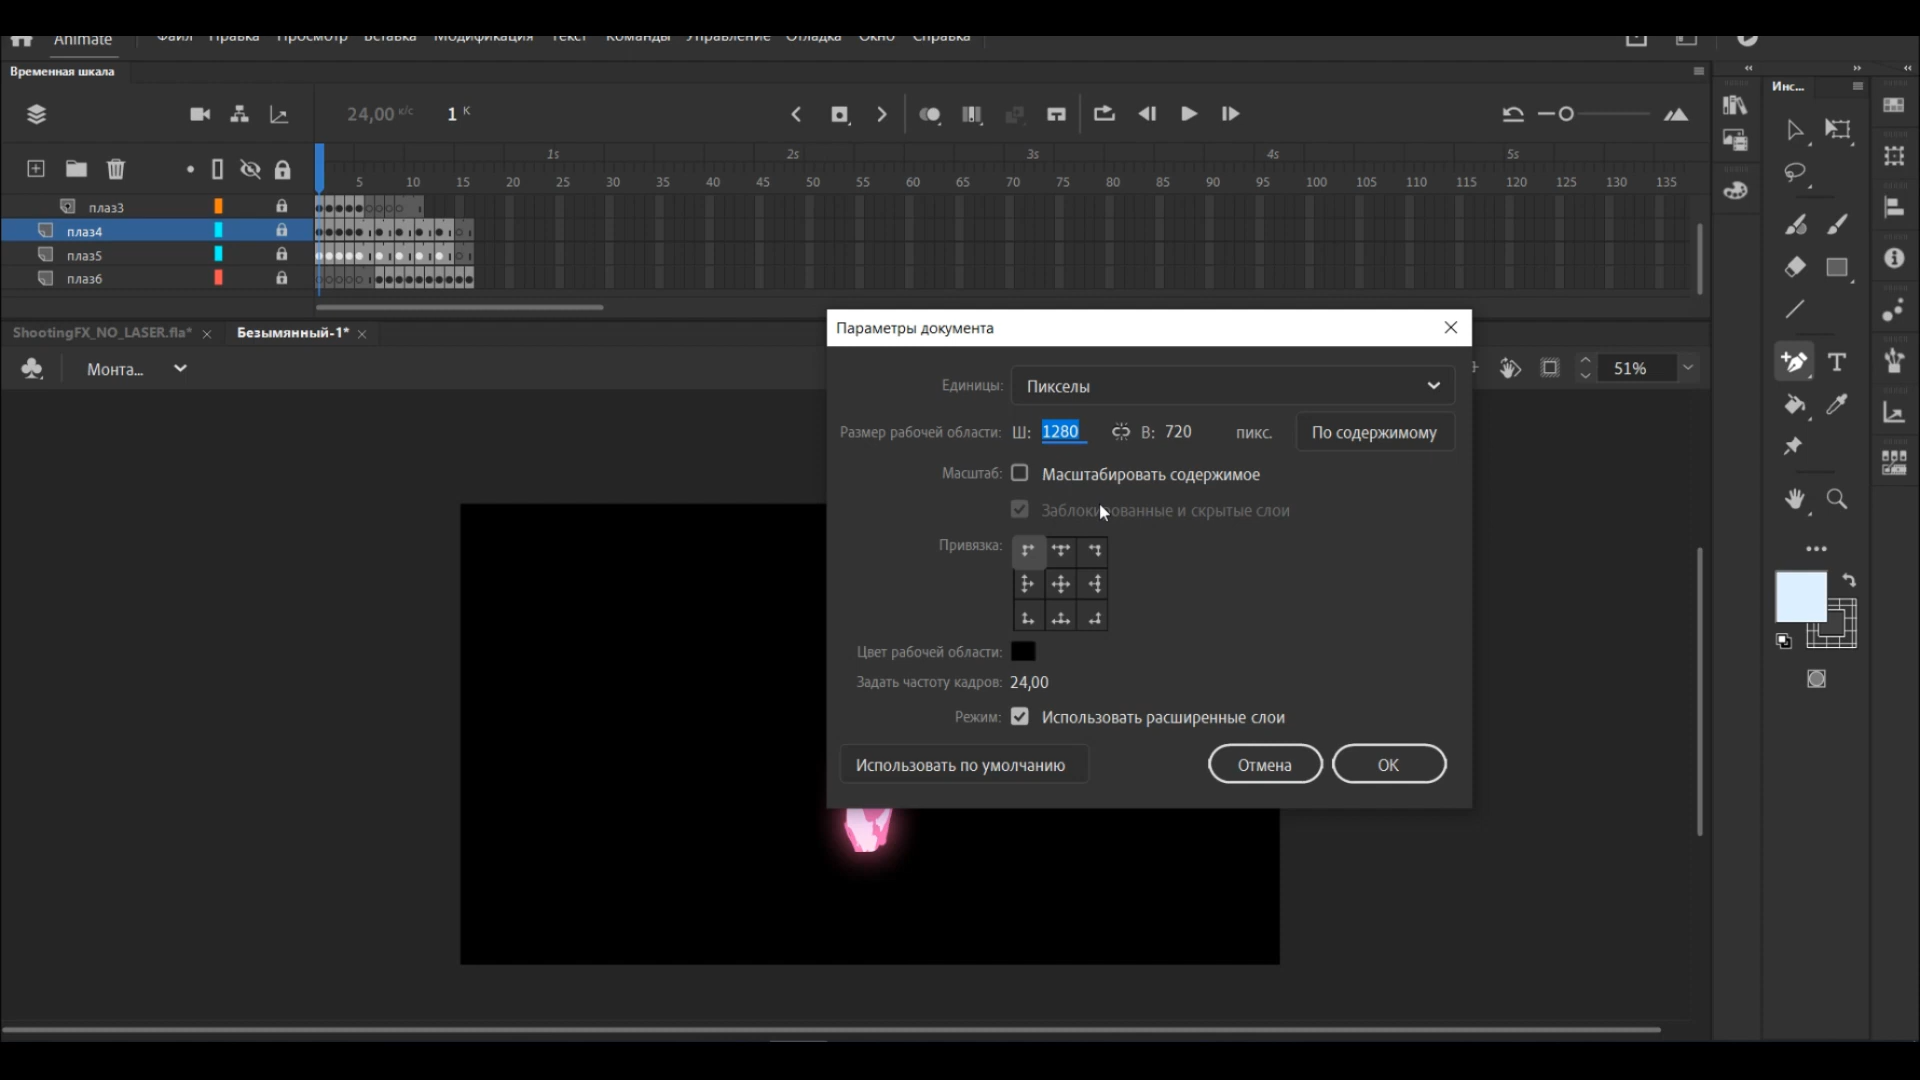 Animate Файл Правка Просмотр Вставка Модификация Текст Команды Управление Отладка Окно Справка
Временная шкала
Инс...
24,00 к/с 1 К
1s 2s 3s 4s 5s
5 10 15 20 25 30 35 40 45 50 55 60 65 70 75 80 85 90 95 100 105 110 115 120 125 130 135
плаз3
плаз4
плаз5
плаз6
ShootingFX_NO_LASER.fla* Безымянный-1*
Монта...
51%
Параметры документа
Единицы: Пикселы
Размер рабочей области: Ш: 1280 В: 720 пикс. По содержимому
Масштаб: Масштабировать содержимое
Заблокированные и скрытые слои
Привязка:
Цвет рабочей области:
Задать частоту кадров: 24,00
Режим: Использовать расширенные слои
Использовать по умолчанию Отмена ОК